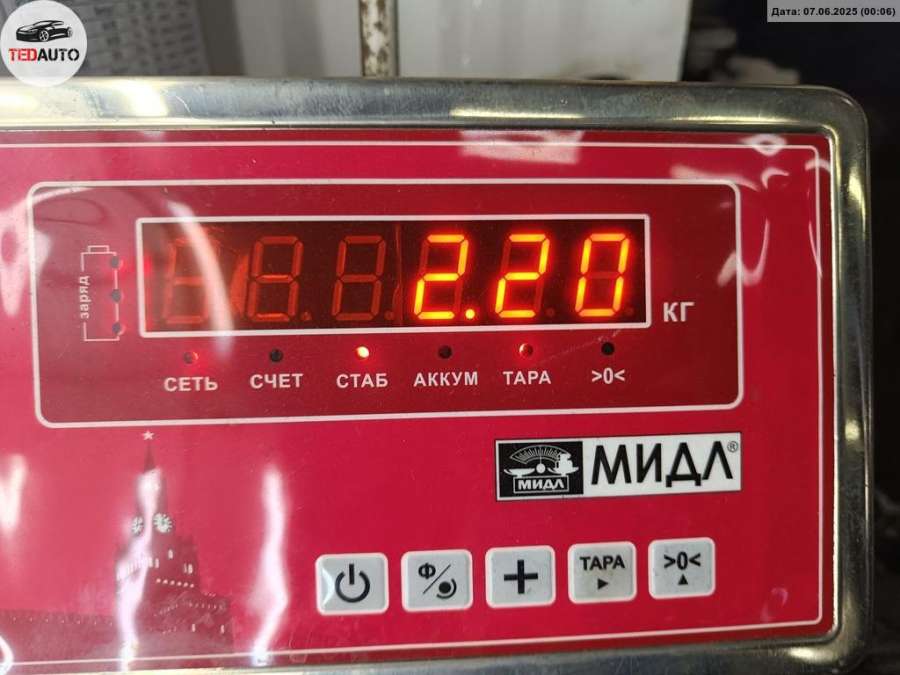 TEDAUTO
Дата: 07.06.2025 (00:06)
заряд
2.20
КГ
СЕТЬ СЧЕТ СТАБ АККУМ ТАРА >0<
МИДЛ МИДЛ®
Ф ТАРА >0<